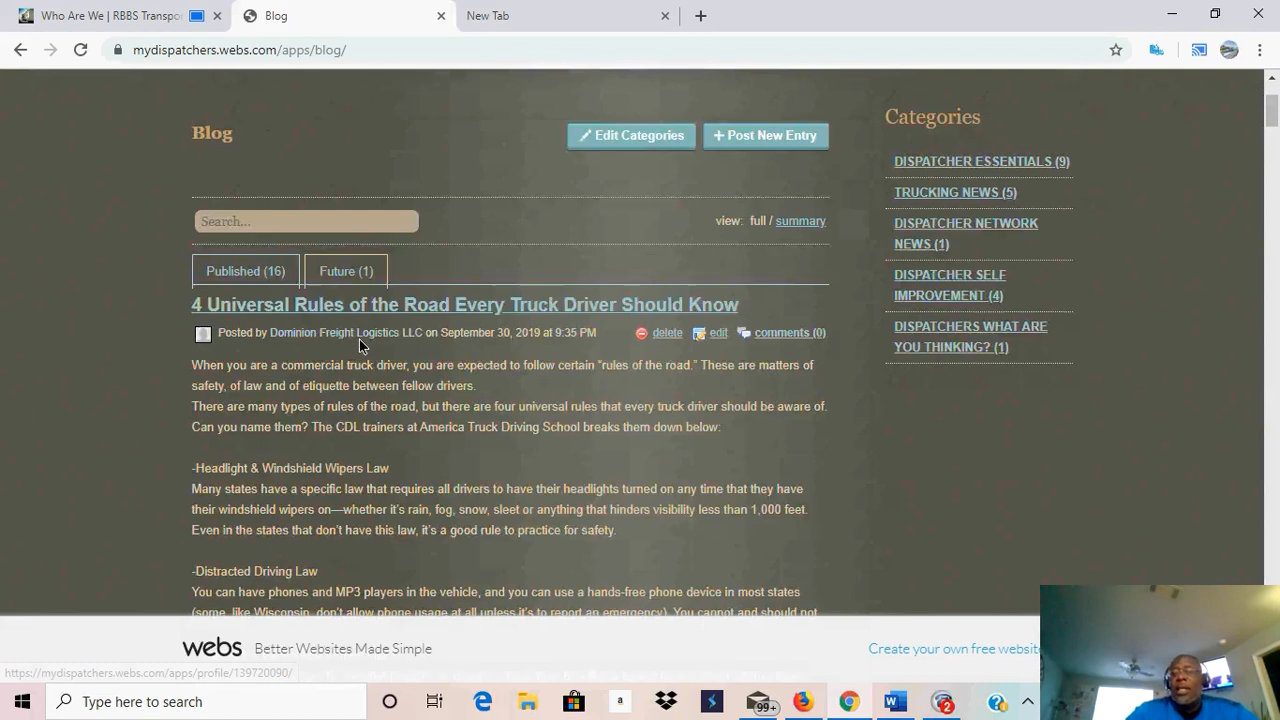 Who Are We | RBBS Transpo
Blog
New Tab
mydispatchers.webs.com/apps/blog/
Blog
Edit Categories
+ Post New Entry
Search...
view: full / summary
Published (16)
Future (1)
4 Universal Rules of the Road Every Truck Driver Should Know
Posted by Dominion Freight Logistics LLC on September 30, 2019 at 9:35 PM
delete
edit
comments (0)
When you are a commercial truck driver, you are expected to follow certain “rules of the road.” These are matters of
safety, of law and of etiquette between fellow drivers.
There are many types of rules of the road, but there are four universal rules that every truck driver should be aware of.
Can you name them? The CDL trainers at America Truck Driving School breaks them down below:
-Headlight & Windshield Wipers Law
Many states have a specific law that requires all drivers to have their headlights turned on any time that they have
their windshield wipers on—whether it’s rain, fog, snow, sleet or anything that hinders visibility less than 1,000 feet.
Even in the states that don’t have this law, it’s a good rule to practice for safety.
-Distracted Driving Law
You can have phones and MP3 players in the vehicle, and you can use a hands-free phone device in most states
(some, like Wisconsin, don’t allow phone usage at all unless it’s to report an emergency). You cannot and should not
Categories
DISPATCHER ESSENTIALS (9)
TRUCKING NEWS (5)
DISPATCHER NETWORK
NEWS (1)
DISPATCHER SELF
IMPROVEMENT (4)
DISPATCHERS WHAT ARE
YOU THINKING? (1)
webs Better Websites Made Simple
Create your own free website
https://mydispatchers.webs.com/apps/profile/139720090/
Type here to search
a
99+
2